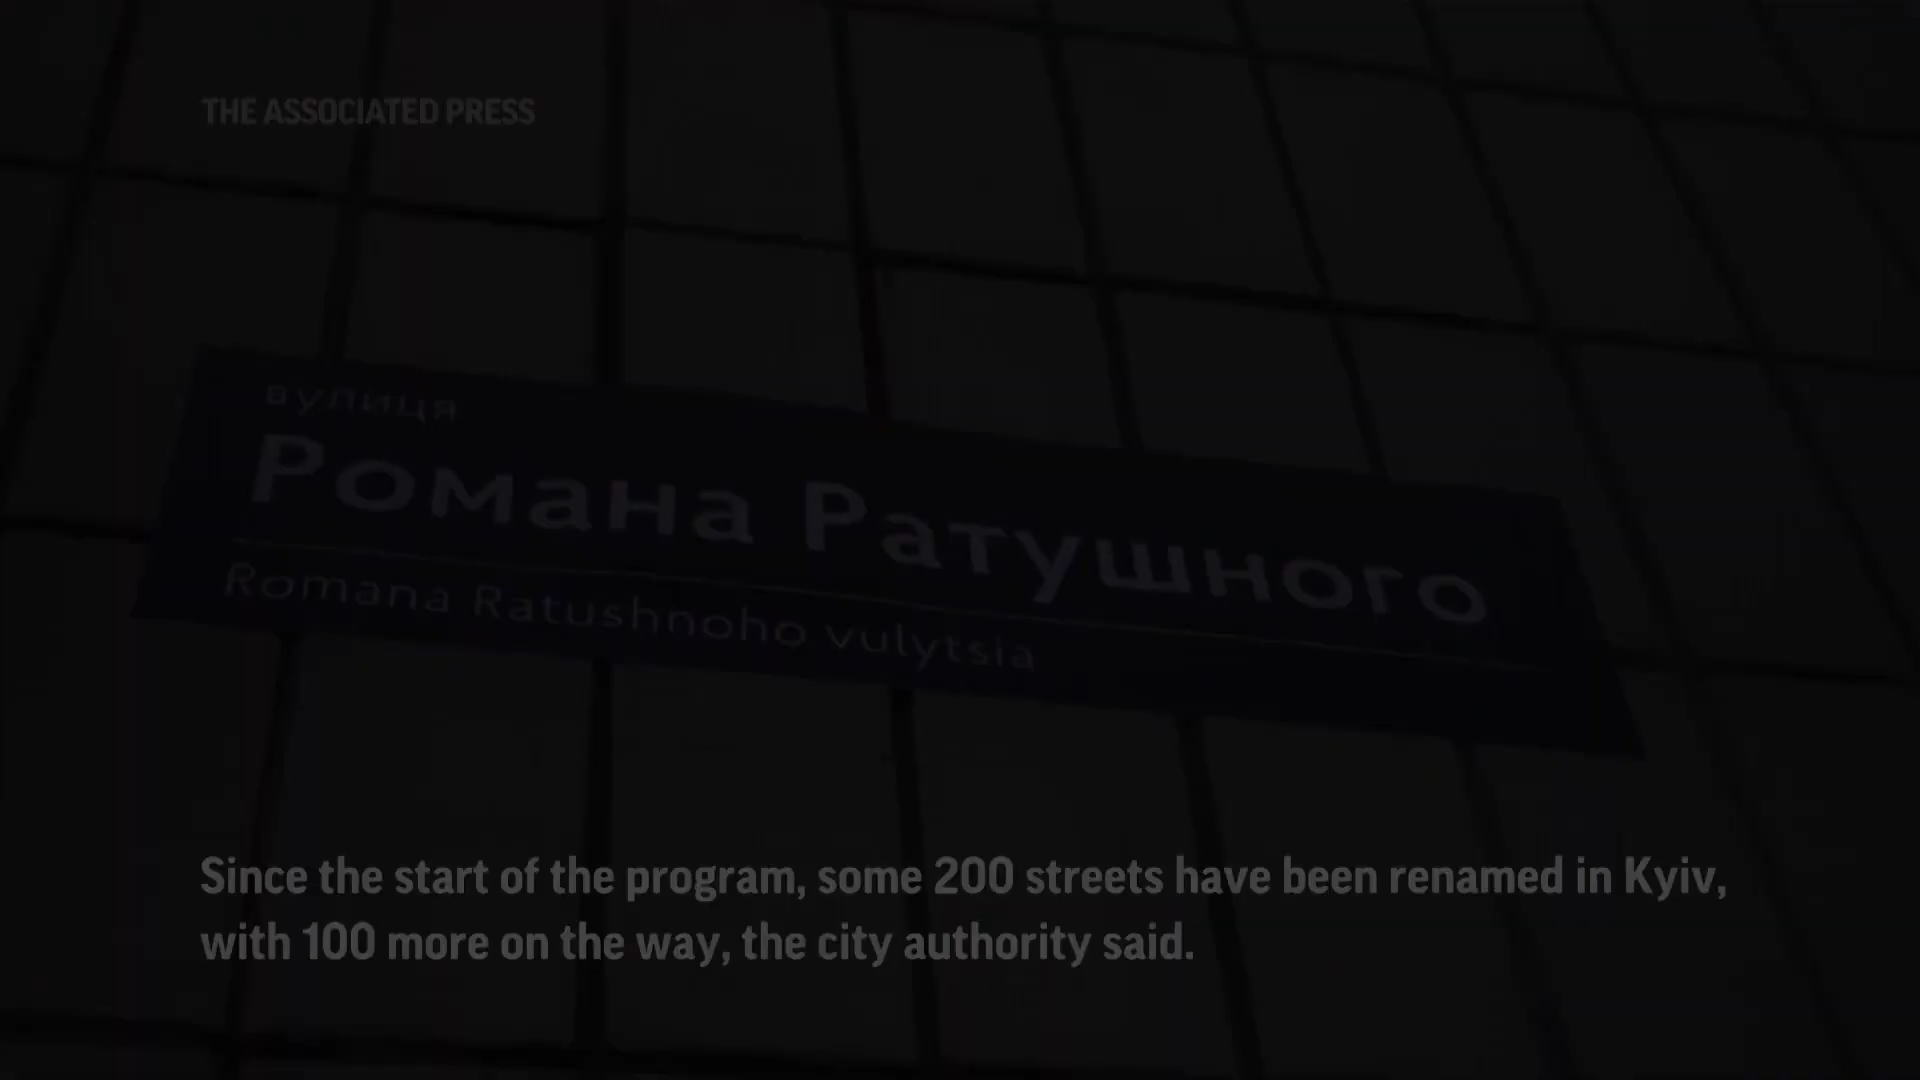 THE ASSOCIATED PRESS
вулиця
Романа Ратушного
Romana Ratushnoho vulytsia
Since the start of the program, some 200 streets have been renamed in Kyiv,
with 100 more on the way, the city authority said.